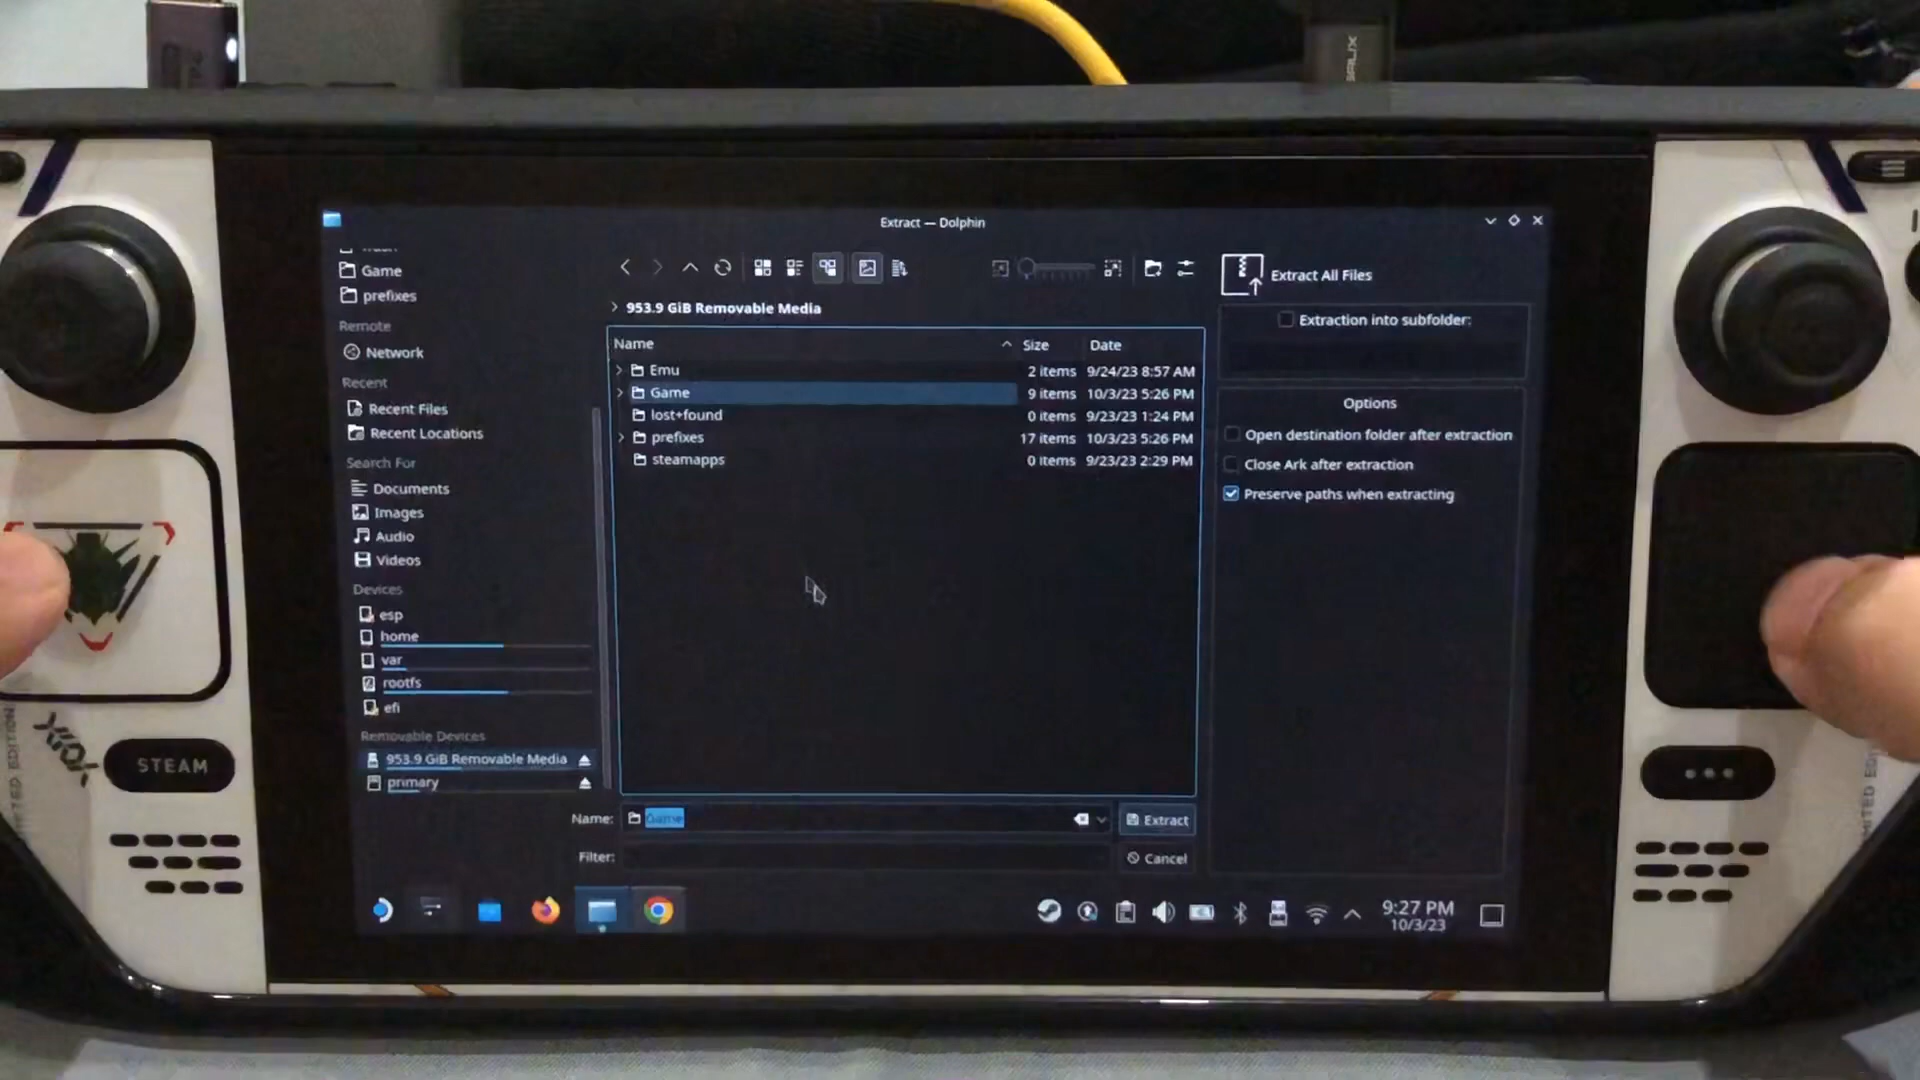 Extract — Dolphin
Game
prefixes
Remote
Network
Recent
Recent Files
Recent Locations
Search For
Documents
Images
Audio
Videos
Devices
esp
home
var
rootfs
efi
Removable Devices
953.9 GiB Removable Media
primary
953.9 GiB Removable Media
Name Size Date
Emu 2 items 9/24/23 8:57 AM
Game 9 items 10/3/23 5:26 PM
lost+found 0 items 9/23/23 1:24 PM
prefixes 17 items 10/3/23 5:26 PM
steamapps 0 items 9/23/23 2:29 PM
Name: Game Extract
Filter: Cancel
Extract All Files
Extraction into subfolder:
Options
Open destination folder after extraction
Close Ark after extraction
Preserve paths when extracting
9:27 PM
10/3/23
STEAM